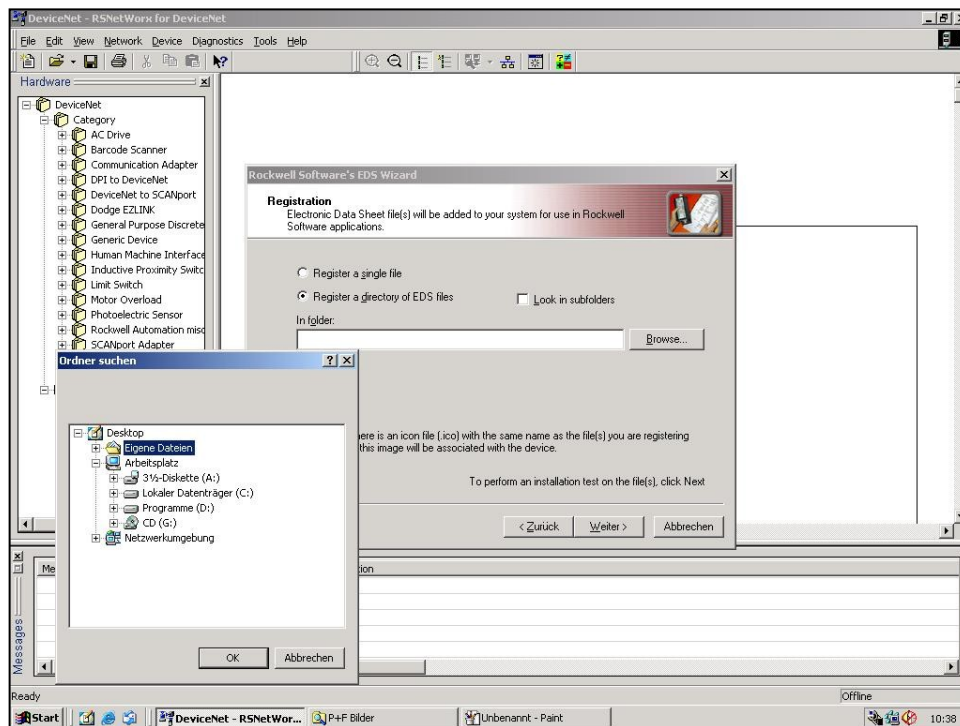 DeviceNet - RSNetWorx for DeviceNet
File Edit View Network Device Diagnostics Tools Help
Hardware
DeviceNet
Category
AC Drive
Barcode Scanner
Communication Adapter
DPI to DeviceNet
DeviceNet to SCANport
Dodge EZLINK
General Purpose Discrete
Generic Device
Human Machine Interface
Inductive Proximity Switc
Limit Switch
Motor Overload
Photoelectric Sensor
Rockwell Automation misc
SCANport Adapter
Rockwell Software's EDS Wizard
Registration
Electronic Data Sheet file(s) will be added to your system for use in Rockwell
Software applications.
Register a single file
Register a directory of EDS files
Look in subfolders
In folder:
Browse...
here is an icon file (.ico) with the same name as the file(s) you are registering
this image will be associated with the device.
To perform an installation test on the file(s), click Next
< Zurück
Weiter >
Abbrechen
Ordner suchen
Desktop
Eigene Dateien
Arbeitsplatz
3½-Diskette (A:)
Lokaler Datenträger (C:)
Programme (D:)
CD (G:)
Netzwerkumgebung
OK
Abbrechen
Messages
Me
tion
Ready
Offline
Start
DeviceNet - RSNetWor...
P+F Bilder
Unbenannt - Paint
10:38